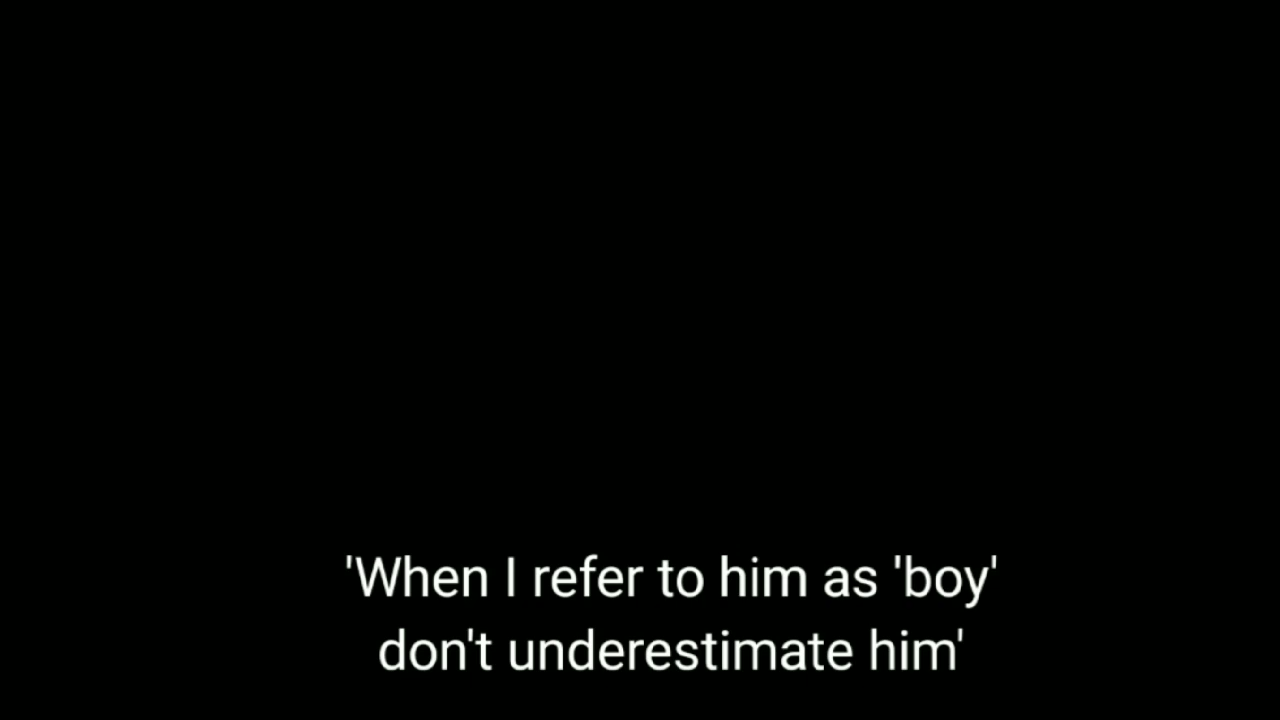 'When I refer to him as 'boy'
don't underestimate him'